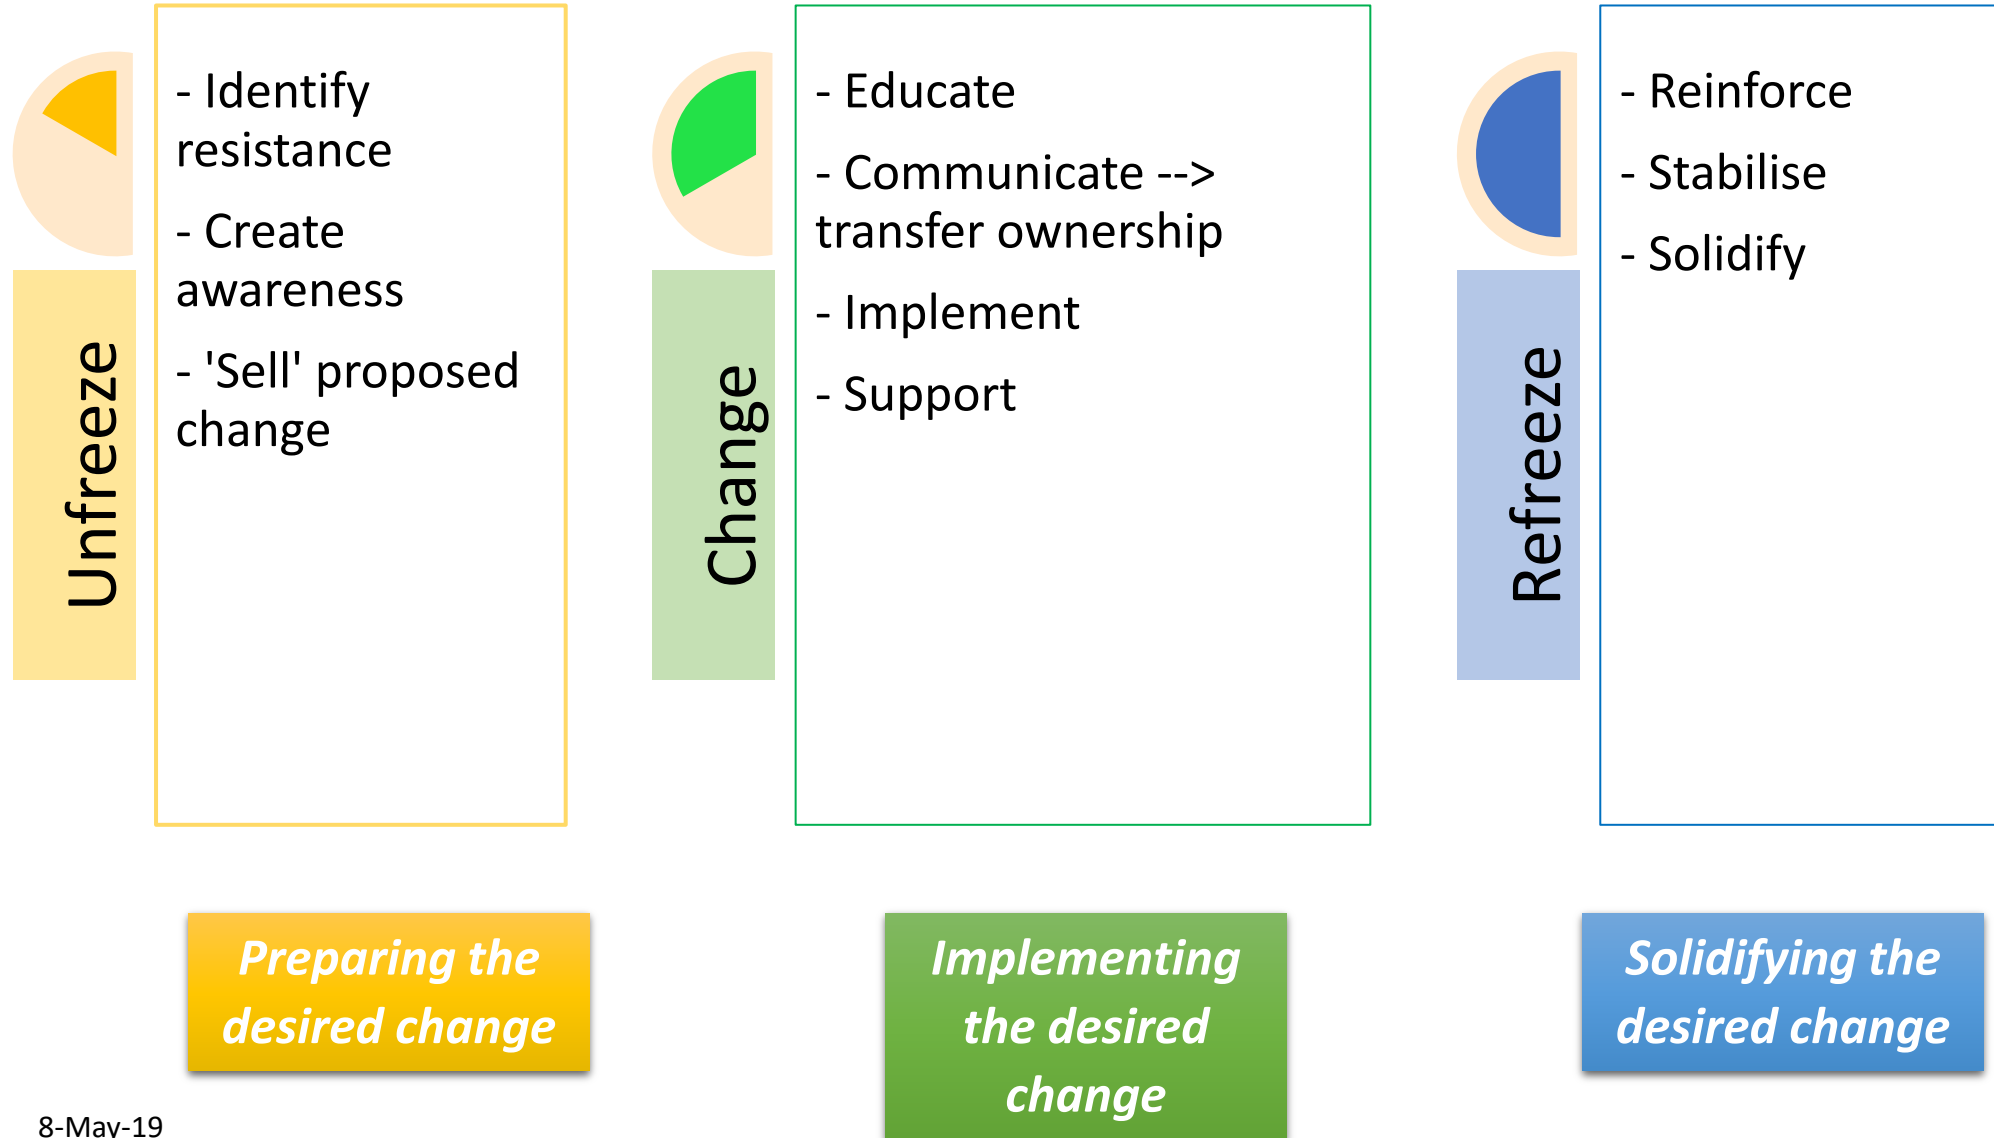 Unfreeze
- Identify
resistance
- Create
awareness
- 'Sell' proposed
change
Change
- Educate
- Communicate -->
transfer ownership
- Implement
- Support
Refreeze
- Reinforce
- Stabilise
- Solidify
Preparing the
desired change
Implementing
the desired
change
Solidifying the
desired change
8-May-19